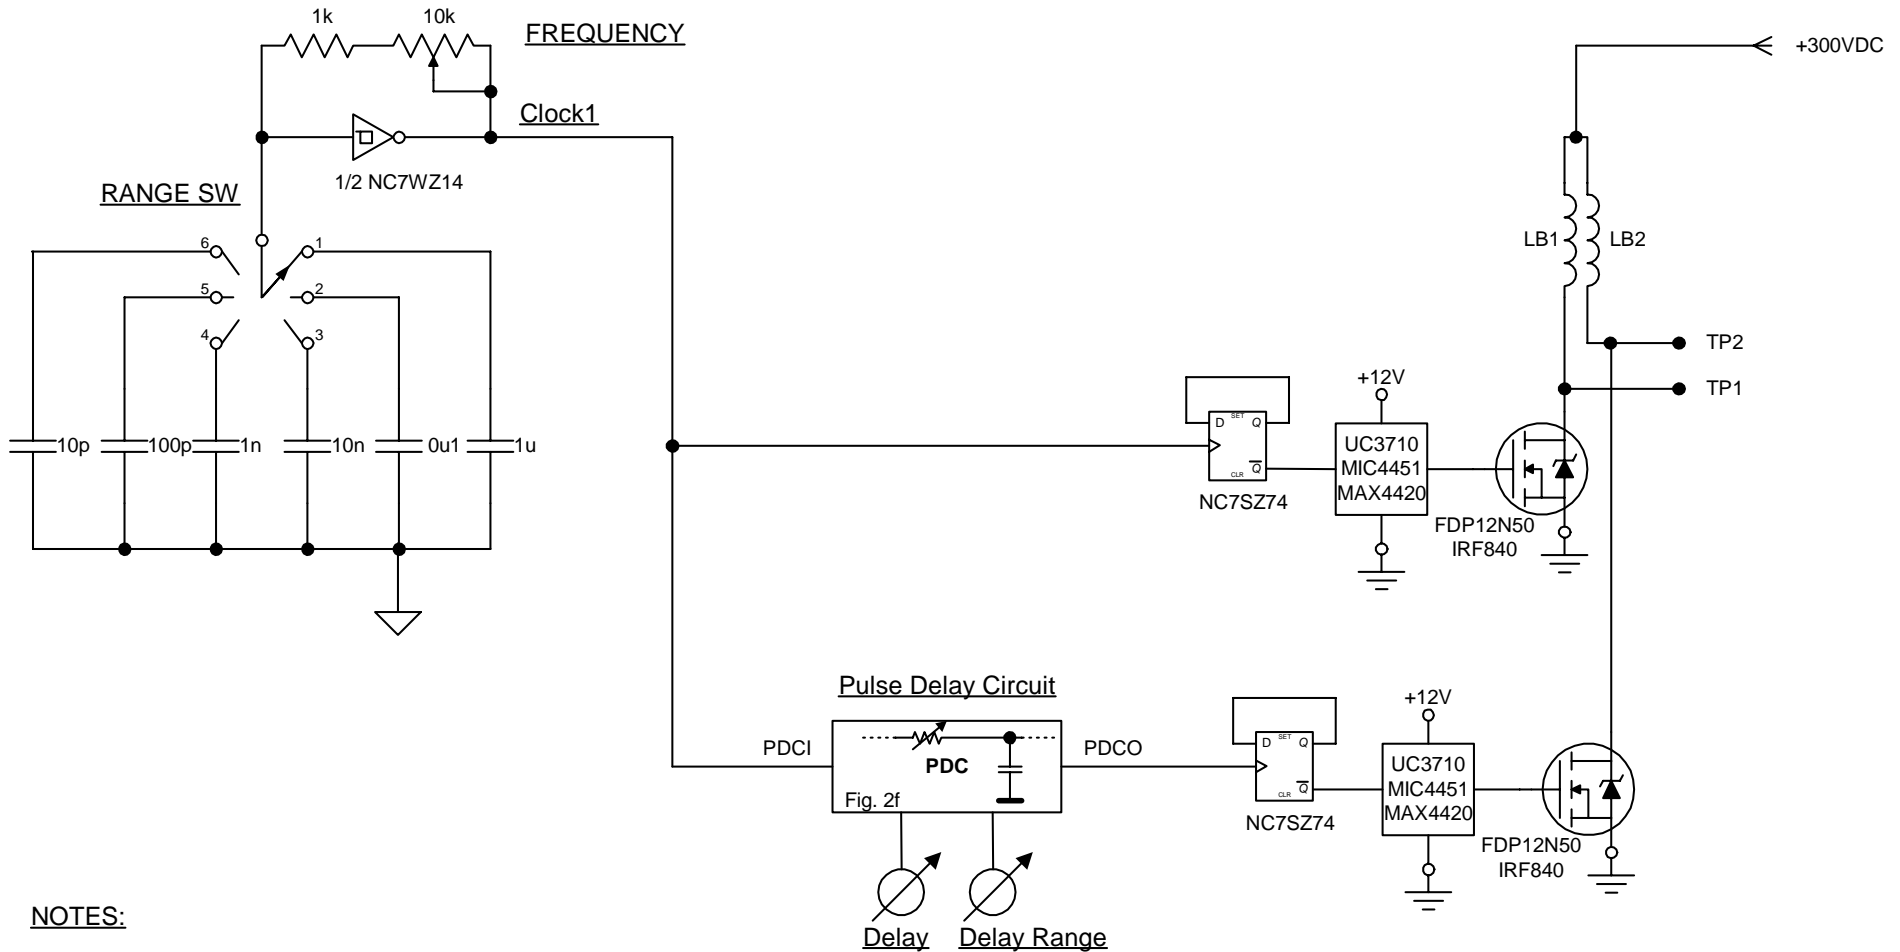 1k
10k
FREQUENCY
+300VDC
Clock1
1/2 NC7WZ14
RANGE SW
6
1
5
2
4
3
LB1
LB2
TP2
TP1
10p
100p
1n
10n
0u1
1u
+12V
D
SET
Q
CLR
Q
NC7SZ74
UC3710
MIC4451
MAX4420
FDP12N50
IRF840
Pulse Delay Circuit
PDCI
PDC
Fig. 2f
PDCO
+12V
D
SET
Q
CLR
Q
NC7SZ74
UC3710
MIC4451
MAX4420
FDP12N50
IRF840
Delay
Delay Range
NOTES: